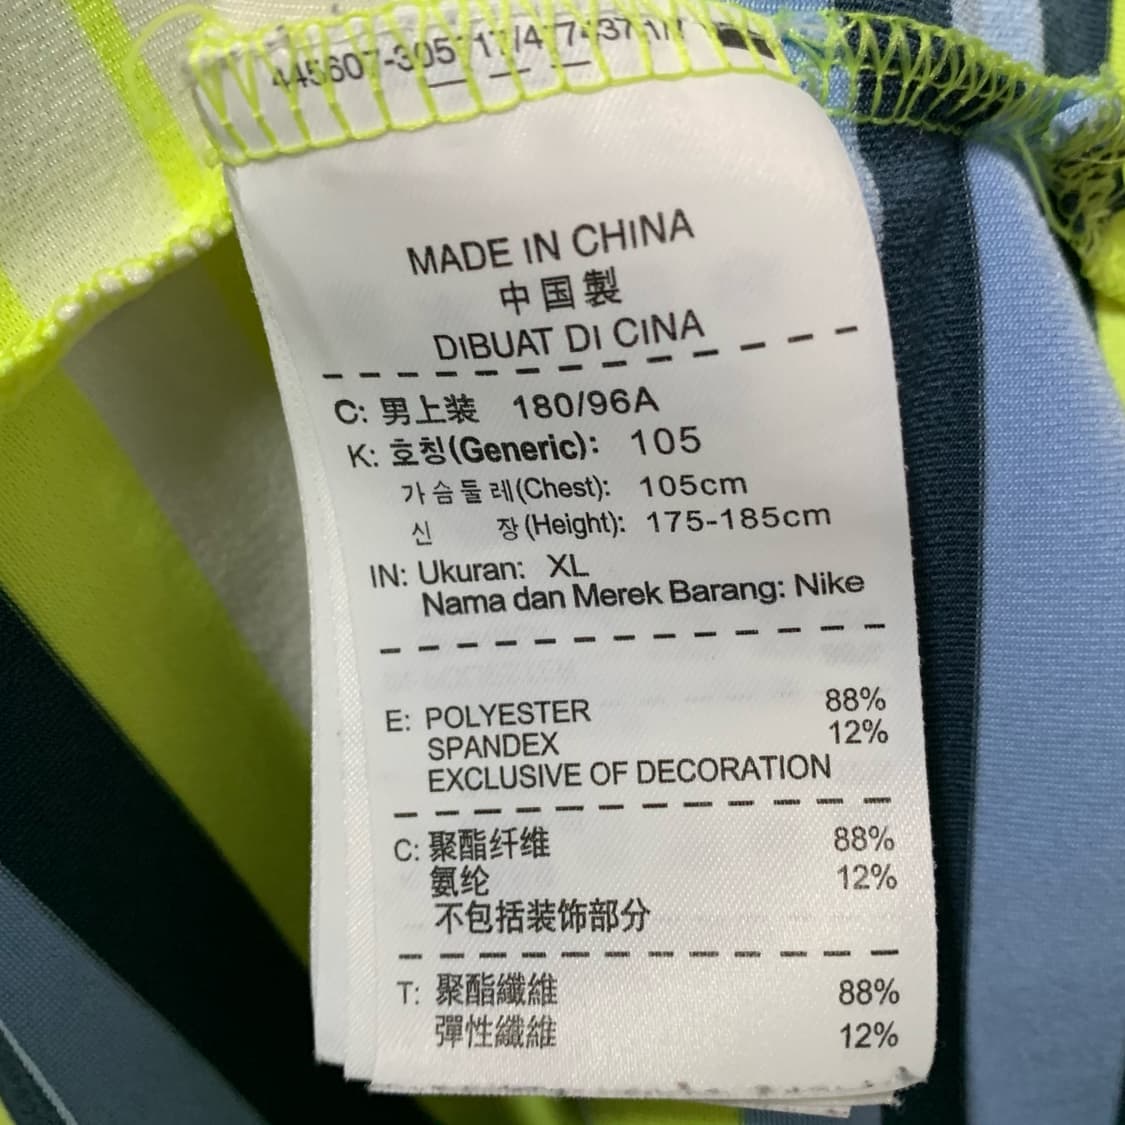 445607-305
MADE IN CHINA
中国製
DIBUAT DI CINA
C: 男上装 180/96A
K: 호칭(Generic): 105
가슴둘레(Chest): 105cm
신 장(Height): 175-185cm
IN: Ukuran: XL
Nama dan Merek Barang: Nike
E: POLYESTER 88%
SPANDEX 12%
EXCLUSIVE OF DECORATION
C: 聚酯纤维 88%
氨纶 12%
不包括装饰部分
T: 聚酯纖維 88%
彈性纖維 12%